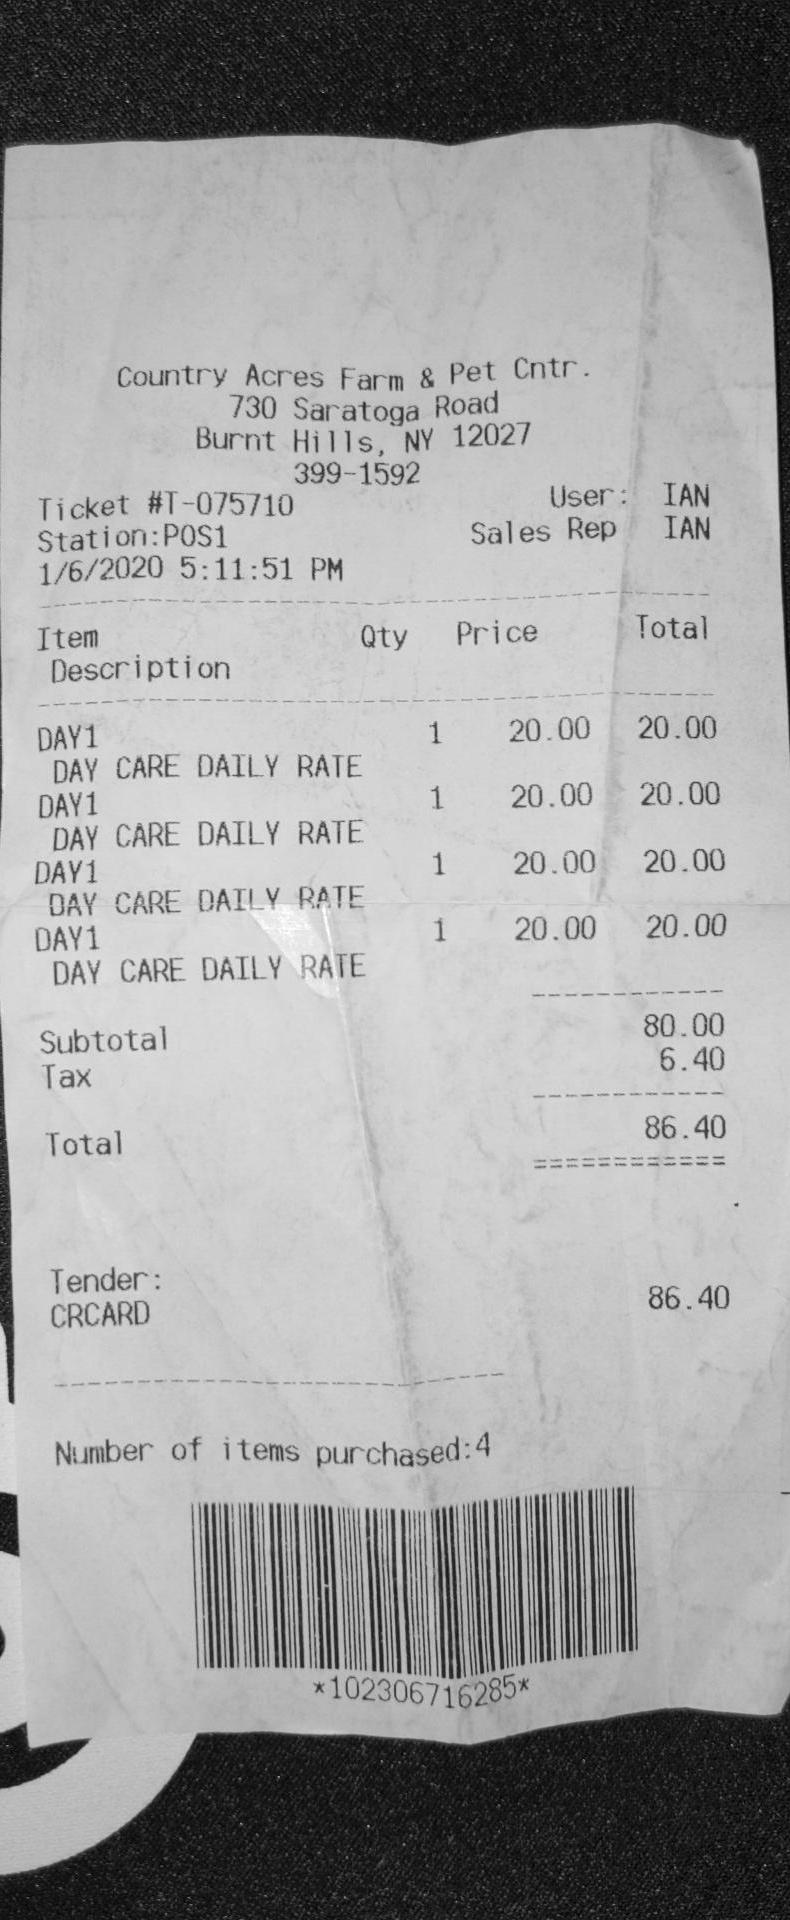 Country Acres Farm & Pet Cntr.
730 Saratoga Road
Burnt Hills, NY 12027
399-1592
Ticket #T-075710 User: IAN
Station:POS1 Sales Rep IAN
1/6/2020 5:11:51 PM
Item Qty Price Total
Description
DAY1 1 20.00 20.00
DAY CARE DAILY RATE
DAY1 1 20.00 20.00
DAY CARE DAILY RATE
DAY1 1 20.00 20.00
DAY CARE DAILY RATE
DAY1 1 20.00 20.00
DAY CARE DAILY RATE
Subtotal 80.00
Tax 6.40
Total 86.40
Tender:
CRCARD 86.40
Number of items purchased:4
*102306716285*